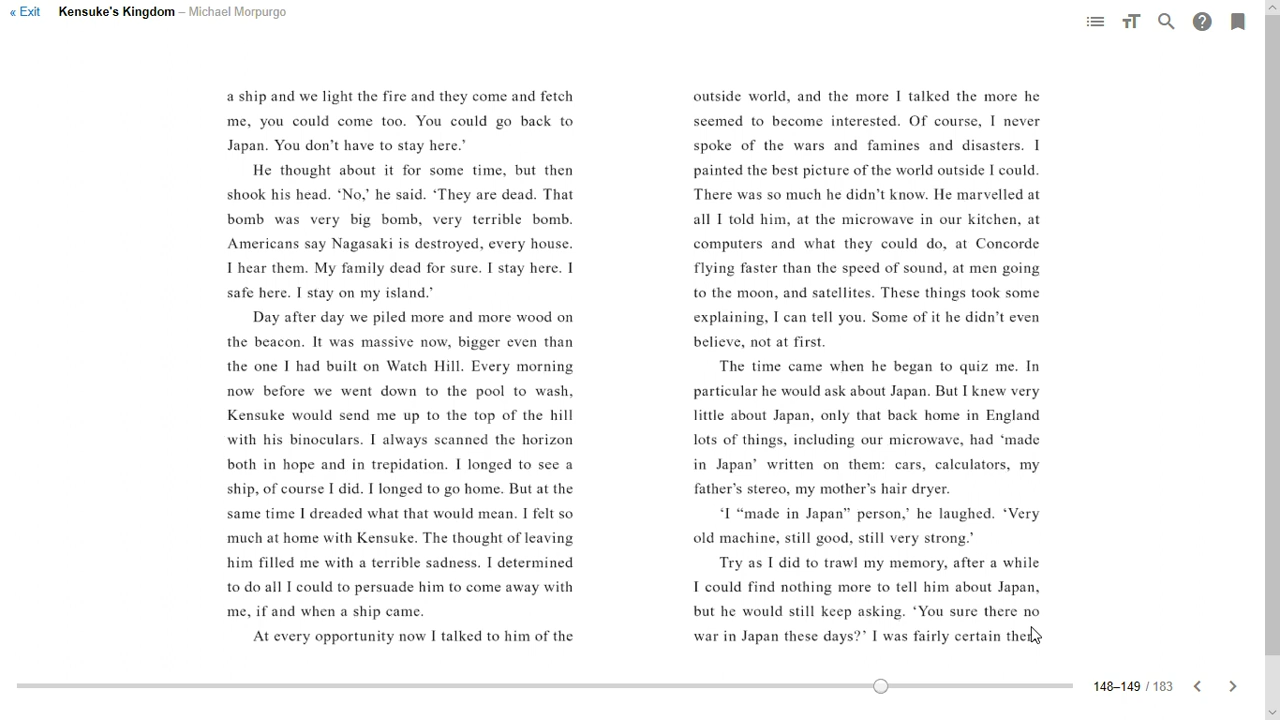 « Exit Kensuke's Kingdom – Michael Morpurgo
a ship and we light the fire and they come and fetch
me, you could come too. You could go back to
Japan. You don't have to stay here.’
He thought about it for some time, but then
shook his head. ‘No,’ he said. ‘They are dead. That
bomb was very big bomb, very terrible bomb.
Americans say Nagasaki is destroyed, every house.
I hear them. My family dead for sure. I stay here. I
safe here. I stay on my island.’
Day after day we piled more and more wood on
the beacon. It was massive now, bigger even than
the one I had built on Watch Hill. Every morning
now before we went down to the pool to wash,
Kensuke would send me up to the top of the hill
with his binoculars. I always scanned the horizon
both in hope and in trepidation. I longed to see a
ship, of course I did. I longed to go home. But at the
same time I dreaded what that would mean. I felt so
much at home with Kensuke. The thought of leaving
him filled me with a terrible sadness. I determined
to do all I could to persuade him to come away with
me, if and when a ship came.
At every opportunity now I talked to him of the
outside world, and the more I talked the more he
seemed to become interested. Of course, I never
spoke of the wars and famines and disasters. I
painted the best picture of the world outside I could.
There was so much he didn't know. He marvelled at
all I told him, at the microwave in our kitchen, at
computers and what they could do, at Concorde
flying faster than the speed of sound, at men going
to the moon, and satellites. These things took some
explaining, I can tell you. Some of it he didn't even
believe, not at first.
The time came when he began to quiz me. In
particular he would ask about Japan. But I knew very
little about Japan, only that back home in England
lots of things, including our microwave, had ‘made
in Japan’ written on them: cars, calculators, my
father's stereo, my mother's hair dryer.
‘I “made in Japan” person,’ he laughed. ‘Very
old machine, still good, still very strong.’
Try as I did to trawl my memory, after a while
I could find nothing more to tell him about Japan,
but he would still keep asking. ‘You sure there no
war in Japan these days?’ I was fairly certain
148–149 / 183